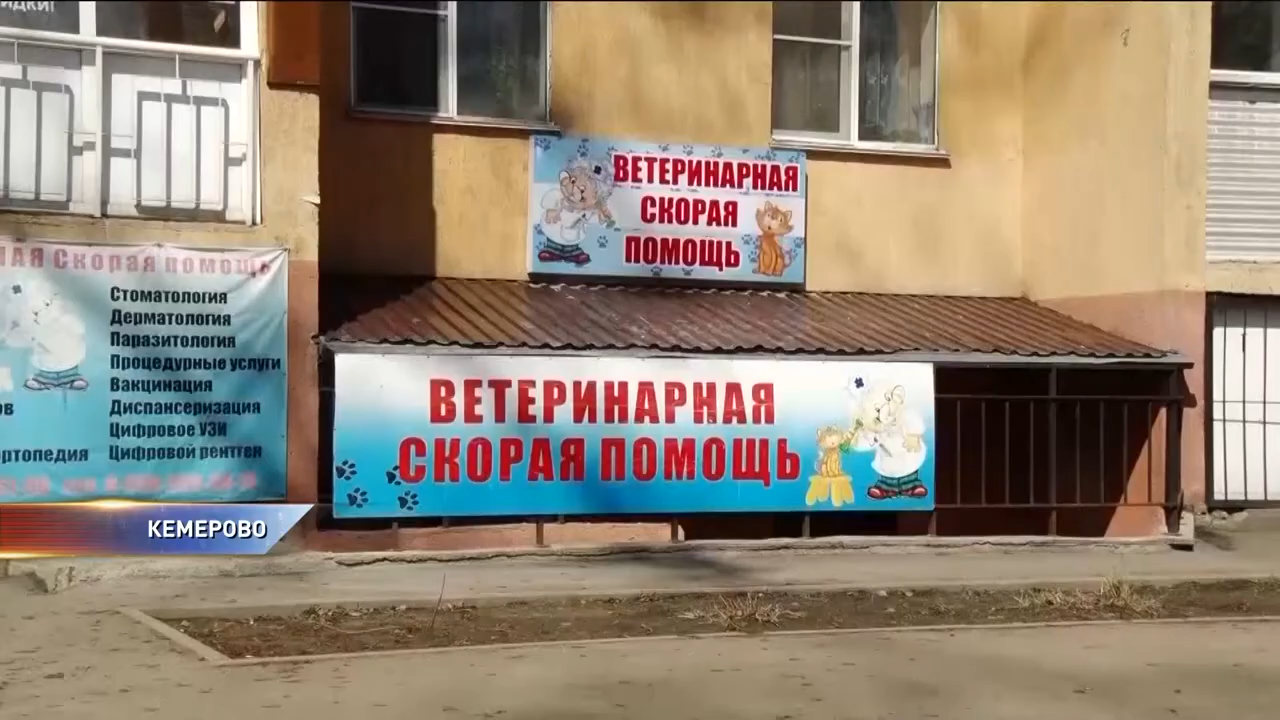 ВЕТЕРИНАРНАЯ
СКОРАЯ
ПОМОЩЬ
Скорая помощь
Стоматология
Дерматология
Паразитология
Процедурные услуги
Вакцинация
Диспансеризация
Цифровое УЗИ
Цифровой рентген
ВЕТЕРИНАРНАЯ
СКОРАЯ ПОМОЩЬ
КЕМЕРОВО